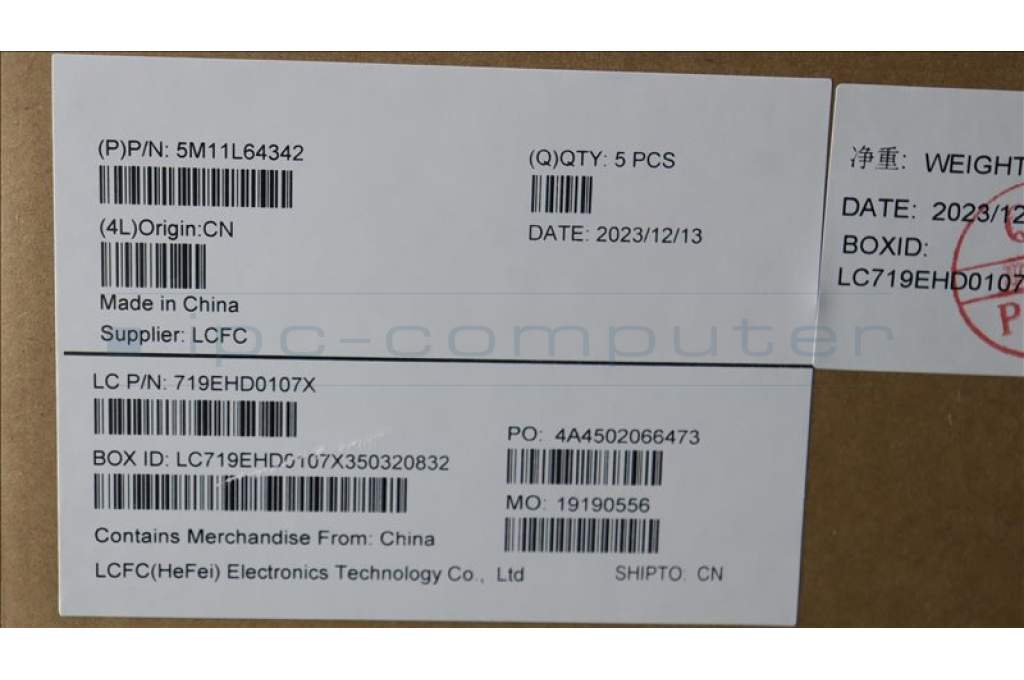 (P)P/N: 5M11L64342
(Q)QTY: 5 PCS
(4L)Origin:CN
DATE: 2023/12/13
Made in China
Supplier: LCFC
LC P/N: 719EHD0107X
PO: 4A4502066473
BOX ID: LC719EHD0107X350320832
MO: 19190556
Contains Merchandise From: China
LCFC(HeFei) Electronics Technology Co., Ltd
SHIPTO: CN
净重: WEIGHT
DATE: 2023/12
BOXID:
LC719EHD0107
P
ipc-computer